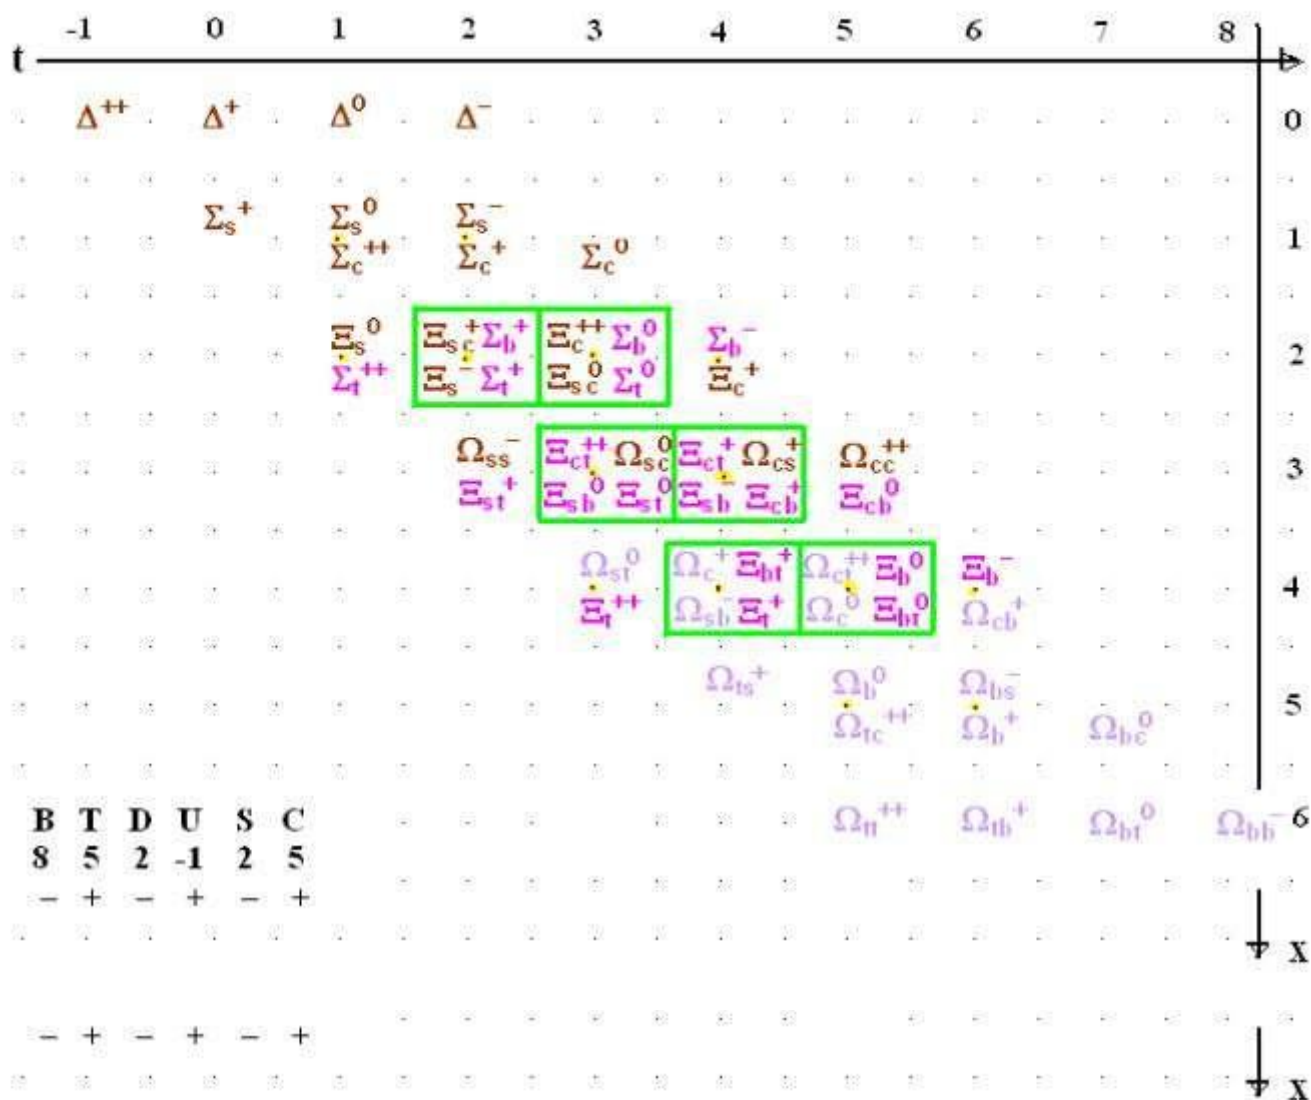 -1 0 1 2 3 4 5 6 7 8
t
Δ++ Δ+ Δ0 Δ− 0
Σs+ Σs0 Σs−
Σc++ Σc+ Σc0 1
Ξs0 Ξsc+ Σb+ Ξc++ Σb0 Σb− 2
Σt++ Ξs− Σt+ Ξsc0 Σt0 Ξc+
Ωss− Ξct++ Ωsc0 Ξct+ Ωcs+ Ωcc++ 3
Ξst+ Ξsb0 Ξst0 Ξsb− Ξcb+ Ξcb0
Ωst0 Ωc+ Ξbt+ Ωct++ Ξb0 Ξb− 4
Ξt++ Ωsb− Ξt+ Ωc0 Ξbt0 Ωcb+
Ωts+ Ωb0 Ωbs− 5
Ωtc++ Ωb+ Ωbc0
B T D U S C Ωtt++ Ωtb+ Ωbt0 Ωbb− 6
8 5 2 -1 2 5
− + − + − +
X
− + − + − +
X